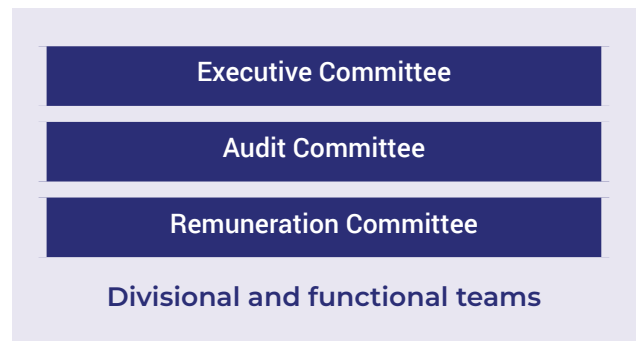 Executive Committee
Audit Committee
Remuneration Committee
Divisional and functional teams